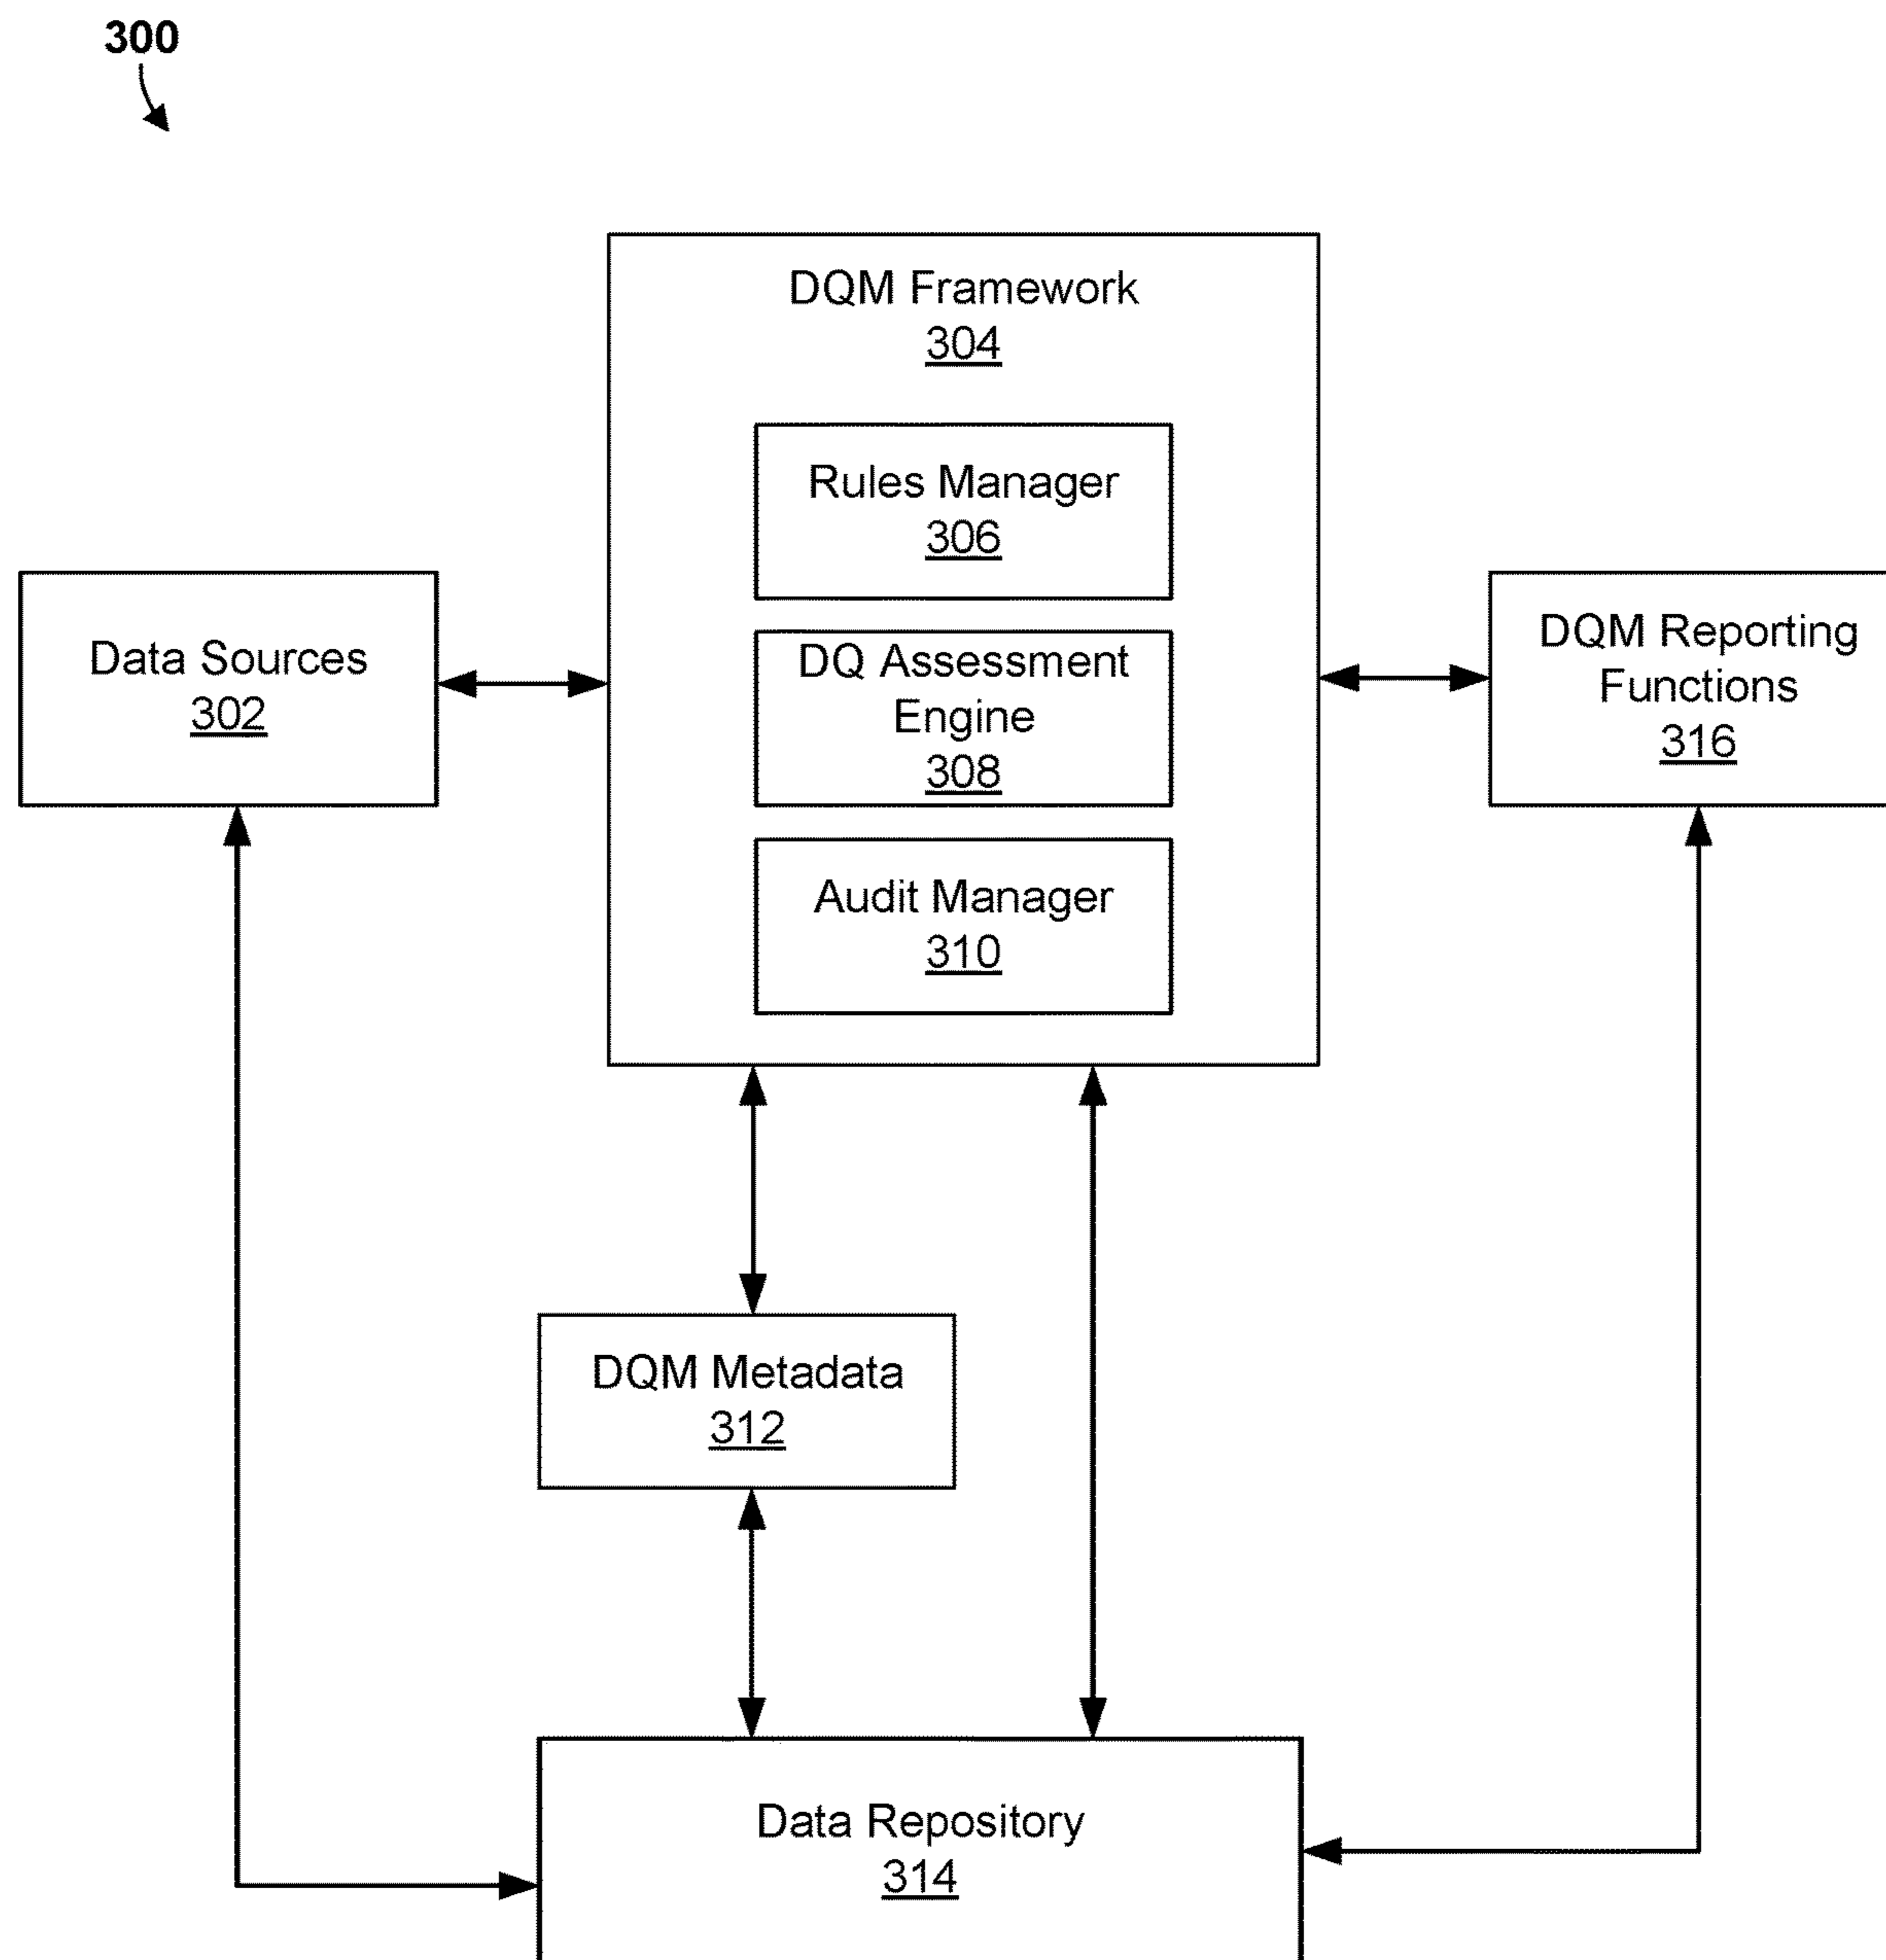 300
DQM Framework
304
Rules Manager
306
Data Sources
302
DQ Assessment
Engine
308
DQM Reporting
Functions
316
Audit Manager
310
DQM Metadata
312
Data Repository
314